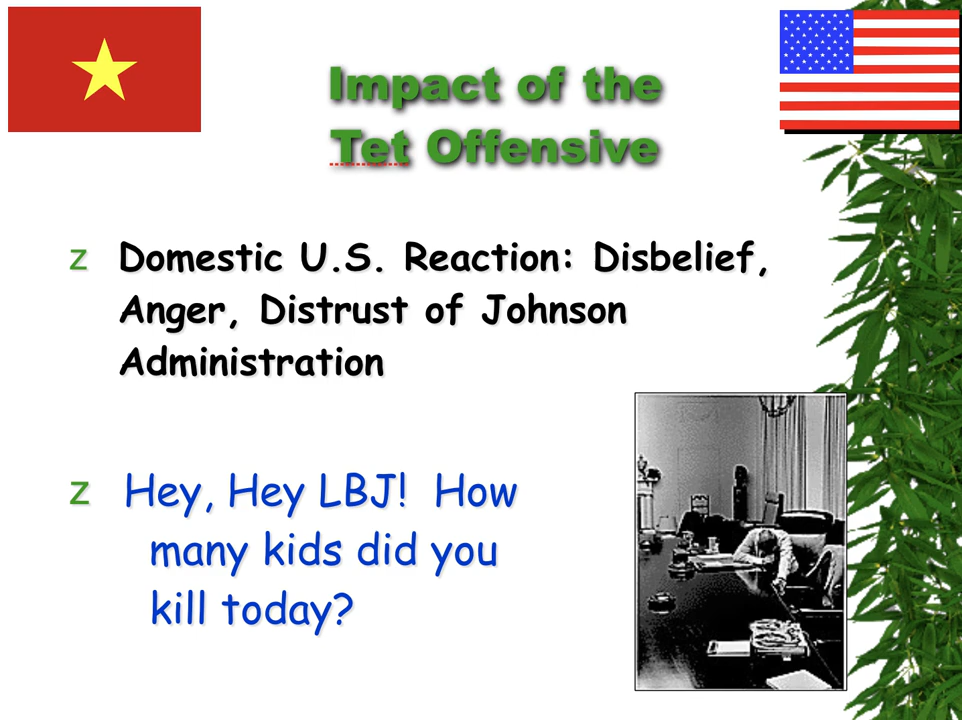 Impact of the
Tet Offensive
z Domestic U.S. Reaction: Disbelief,
Anger, Distrust of Johnson
Administration
z Hey, Hey LBJ! How
many kids did you
kill today?